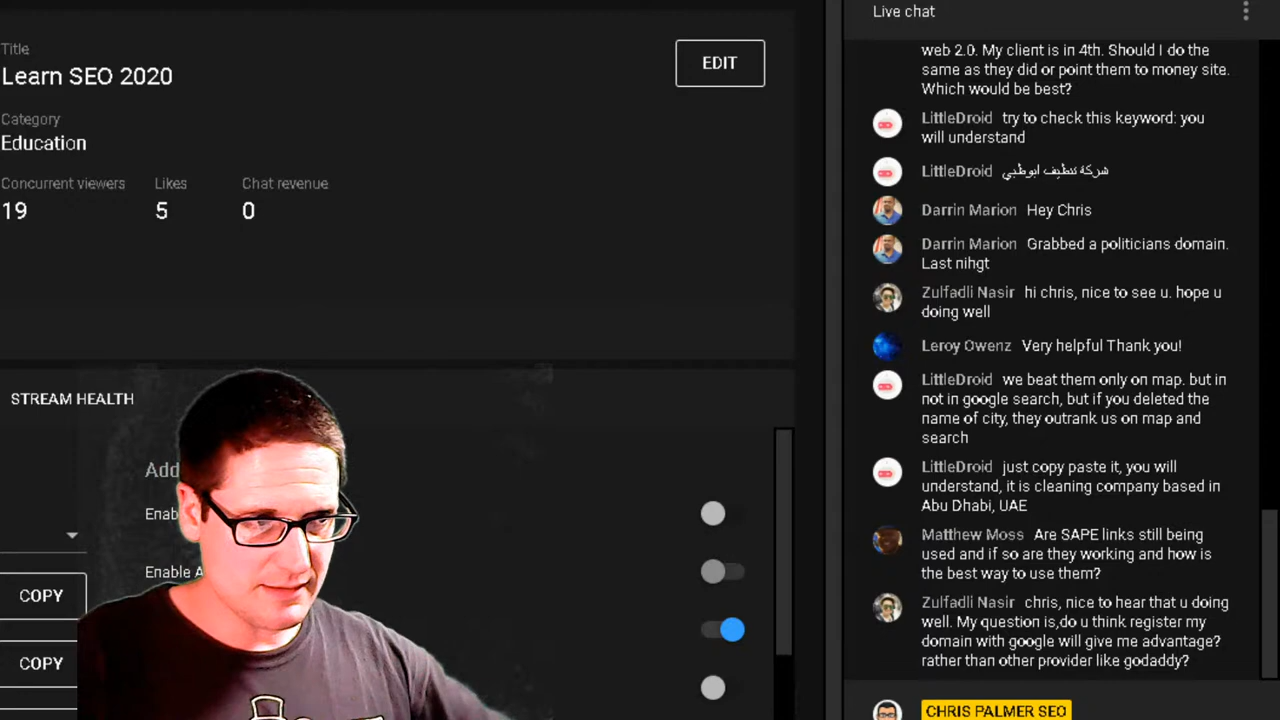 Title
Learn SEO 2020
EDIT
Category
Education
Concurrent viewers
Likes
Chat revenue
19
5
0
STREAM HEALTH
Add
Enab
Enable A
COPY
COPY
Live chat
web 2.0. My client is in 4th. Should I do the
same as they did or point them to money site.
Which would be best?
LittleDroid try to check this keyword: you
will understand
LittleDroid شركة تنظيف ابوظبي
Darrin Marion Hey Chris
Darrin Marion Grabbed a politicians domain.
Last nihgt
Zulfadli Nasir hi chris, nice to see u. hope u
doing well
Leroy Owenz Very helpful Thank you!
LittleDroid we beat them only on map. but in
not in google search, but if you deleted the
name of city, they outrank us on map and
search
LittleDroid just copy paste it, you will
understand, it is cleaning company based in
Abu Dhabi, UAE
Matthew Moss Are SAPE links still being
used and if so are they working and how is
the best way to use them?
Zulfadli Nasir chris, nice to hear that u doing
well. My question is,do u think register my
domain with google will give me advantage?
rather than other provider like godaddy?
CHRIS PALMER SEO